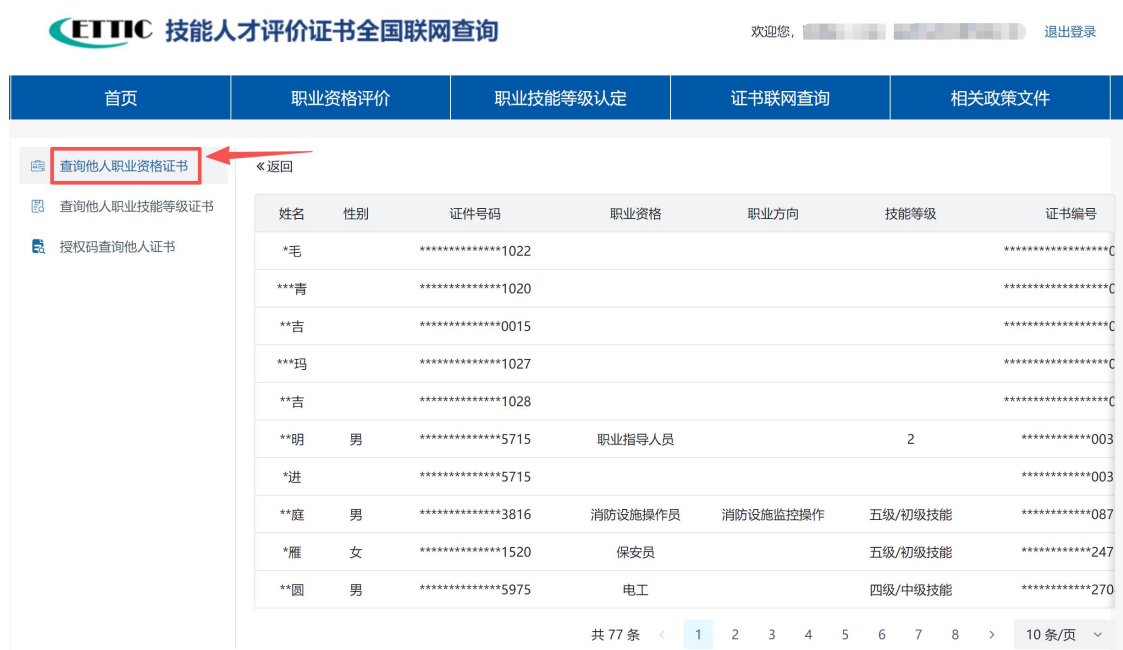 ETTIC 技能人才评价证书全国联网查询
欢迎您，
退出登录
首页 职业资格评价 职业技能等级认定 证书联网查询 相关政策文件
查询他人职业资格证书
查询他人职业技能等级证书
授权码查询他人证书
«返回
姓名 性别 证件号码 职业资格 职业方向 技能等级 证书编号
*毛 **************1022 ******************0
***青 **************1020 ******************0
**吉 **************0015 ******************0
***玛 **************1027 ******************0
**吉 **************1028 ******************0
**明 男 **************5715 职业指导人员 2 ************003
*进 **************5715 ************003
**庭 男 **************3816 消防设施操作员 消防设施监控操作 五级/初级技能 ************087
*雁 女 **************1520 保安员 五级/初级技能 ************247
**圆 男 **************5975 电工 四级/中级技能 ************270
共 77 条 1 2 3 4 5 6 7 8 10 条/页